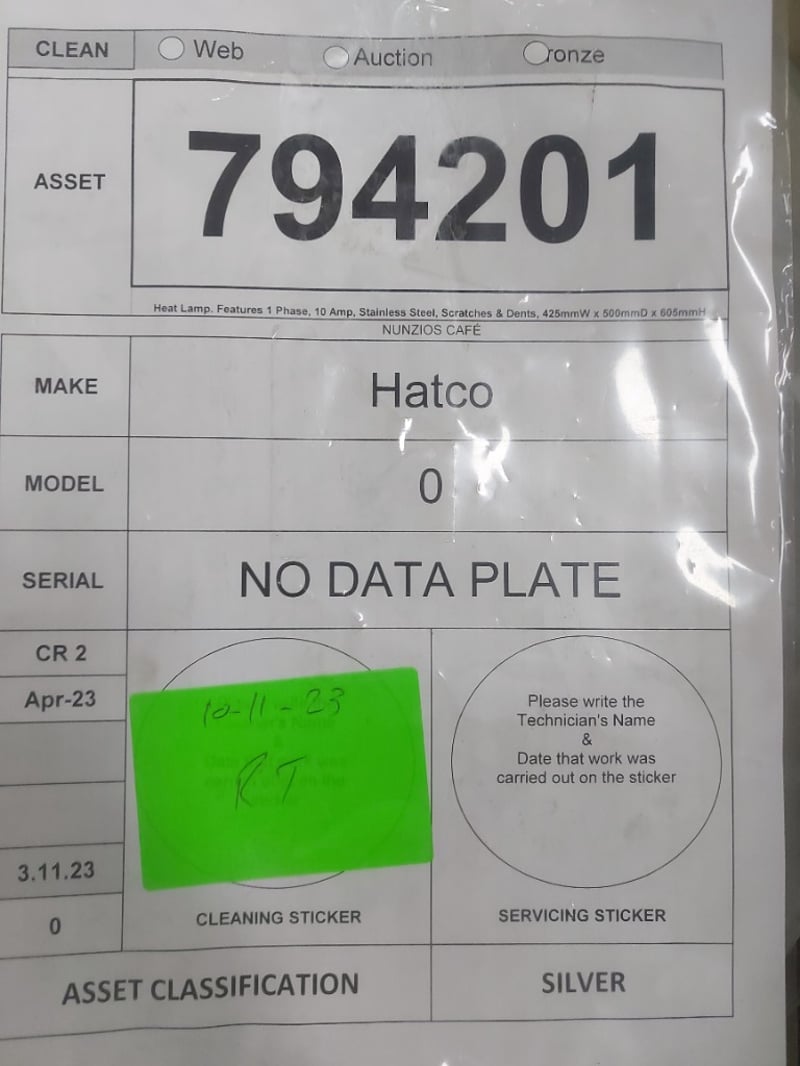 CLEAN Web Auction ronze
ASSET 794201
Heat Lamp. Features 1 Phase, 10 Amp, Stainless Steel, Scratches & Dents, 425mmW x 500mmD x 605mmH
NUNZIOS CAFÉ
MAKE Hatco
MODEL 0
SERIAL NO DATA PLATE
CR 2
Apr-23
3.11.23
0
10-11-23
RT
CLEANING STICKER
Please write the
Technician's Name
&
Date that work was
carried out on the sticker
SERVICING STICKER
ASSET CLASSIFICATION SILVER